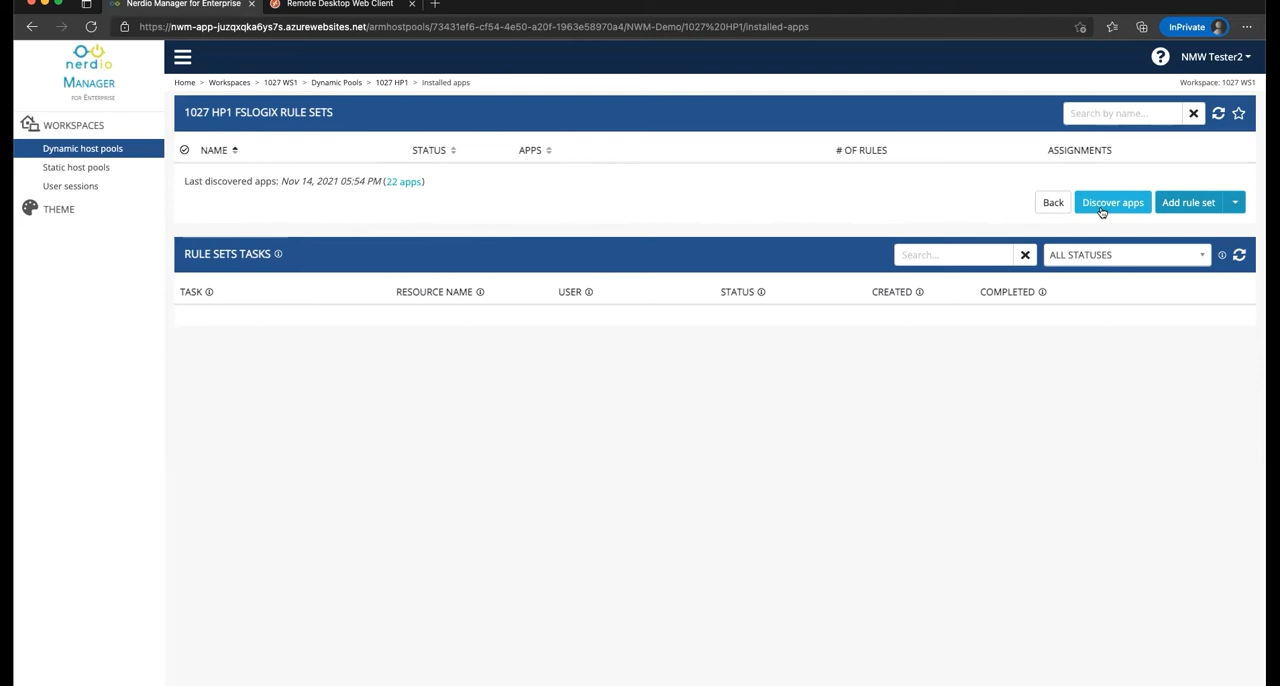 Nerdio Manager for Enterprise
Remote Desktop Web Client
https://nwm-app-juzqxqka6ys7s.azurewebsites.net/armhostpools/73431ef6-cf54-4e50-a20f-1963e58970a4/NWM-Demo/1027%20HP1/installed-apps
InPrivate
nerdio
MANAGER
FOR ENTERPRISE
NMW Tester2
Home > Workspaces > 1027 WS1 > Dynamic Pools > 1027 HP1 > Installed apps
Workspace: 1027 WS1
WORKSPACES
Dynamic host pools
Static host pools
User sessions
THEME
1027 HP1 FSLOGIX RULE SETS
Search by name...
NAME STATUS APPS # OF RULES ASSIGNMENTS
Last discovered apps: Nov 14, 2021 05:54 PM (22 apps)
Back Discover apps Add rule set
RULE SETS TASKS
Search...
ALL STATUSES
TASK RESOURCE NAME USER STATUS CREATED COMPLETED